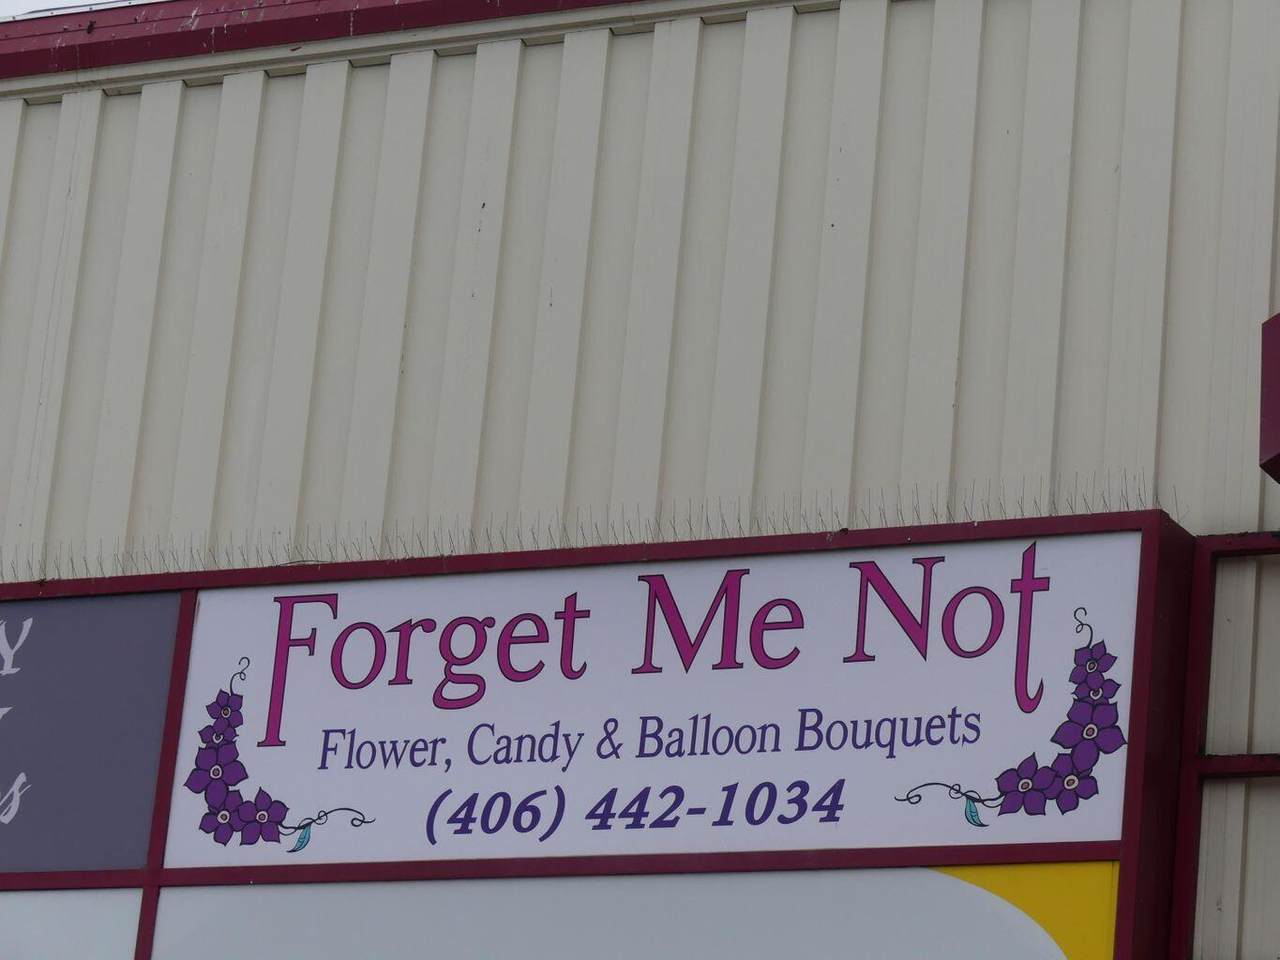 Forget Me Not
Flower, Candy & Balloon Bouquets
(406) 442-1034